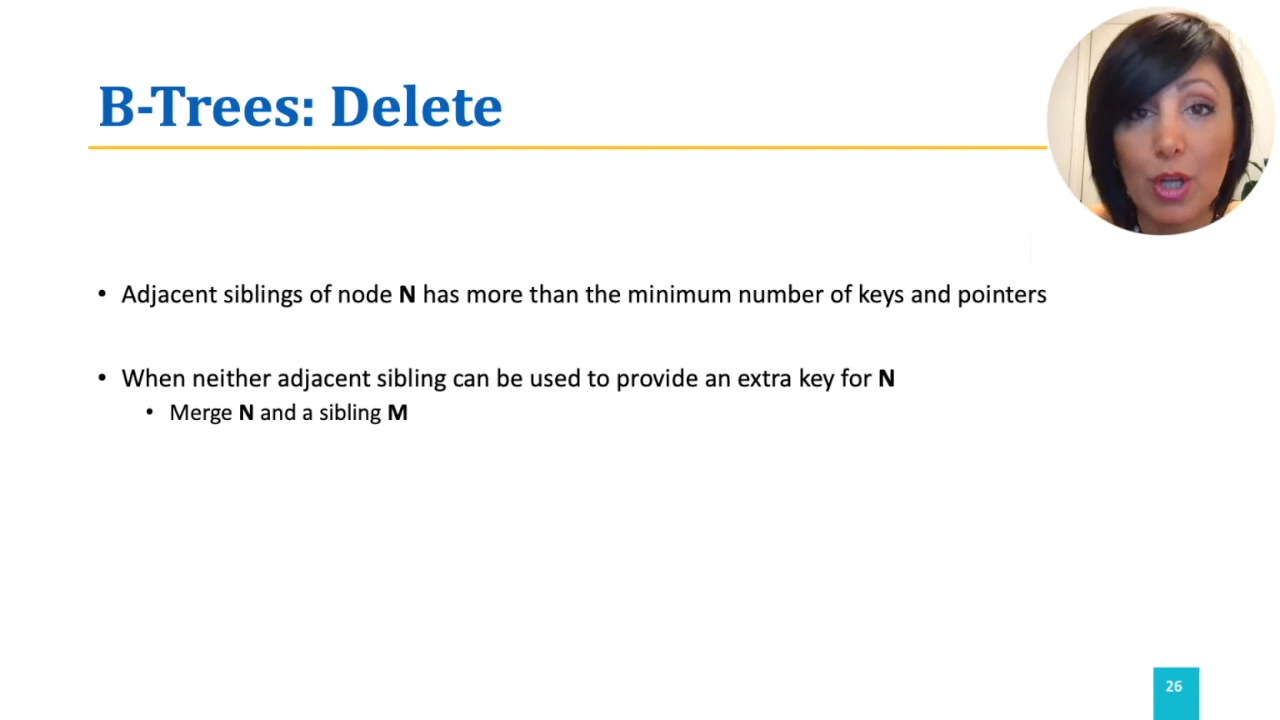 B-Trees: Delete
• Adjacent siblings of node N has more than the minimum number of keys and pointers
• When neither adjacent sibling can be used to provide an extra key for N
• Merge N and a sibling M
26